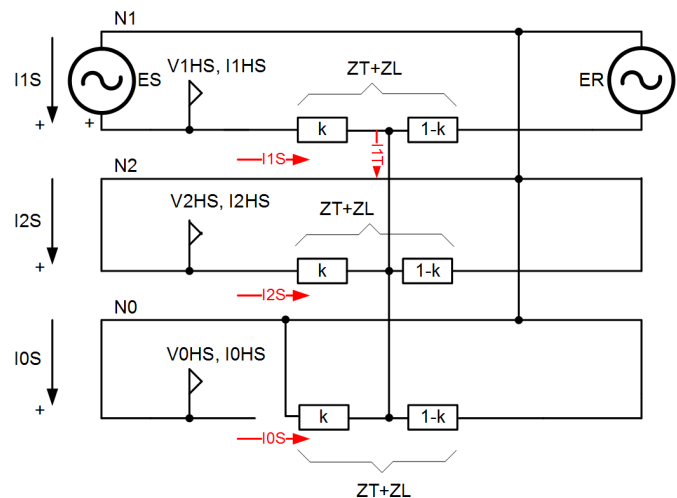 N1
V1HS, I1HS
ZT+ZL
I1S
ES
ER
+
+
k
1-k
I1S
I1T
N2
V2HS, I2HS
ZT+ZL
I2S
+
k
1-k
I2S
N0
V0HS, I0HS
I0S
+
k
1-k
I0S
ZT+ZL